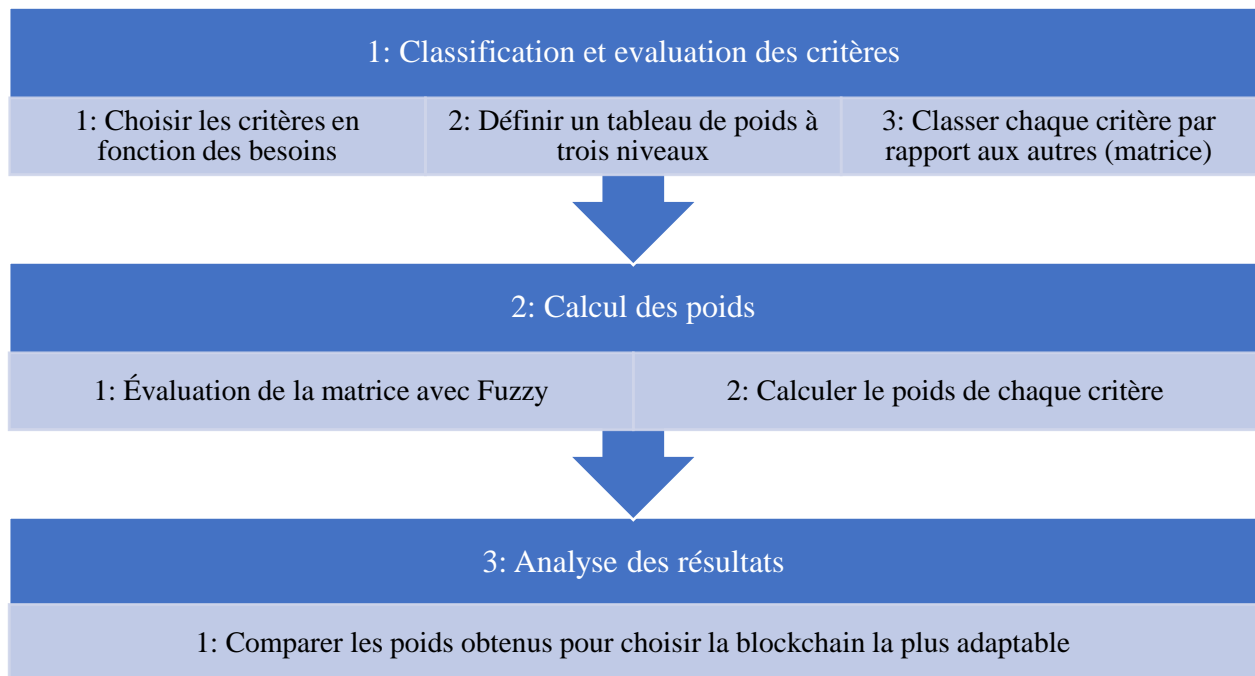 1: Classification et evaluation des critères
1: Choisir les critères en
fonction des besoins
2: Définir un tableau de poids à
trois niveaux
3: Classer chaque critère par
rapport aux autres (matrice)
2: Calcul des poids
1: Évaluation de la matrice avec Fuzzy
2: Calculer le poids de chaque critère
3: Analyse des résultats
1: Comparer les poids obtenus pour choisir la blockchain la plus adaptable